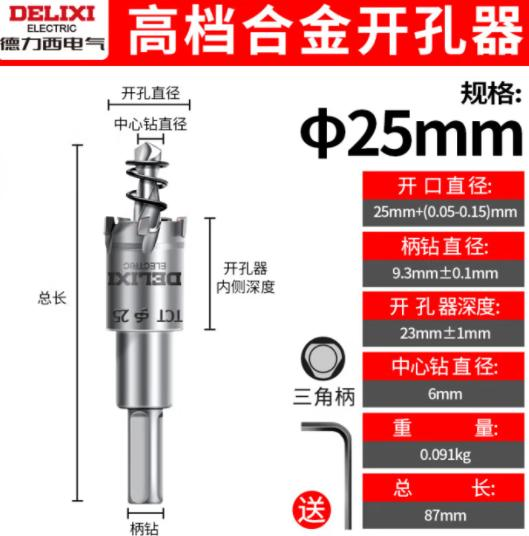 DELIXI
ELECTRIC
德力西电气
高档合金开孔器
开孔直径
中心钻直径
总长
开孔器
内侧深度
DELIXI
ELECTRIC
TCT φ 25
柄钻
规格:
Φ25mm
开口直径:
25mm+(0.05-0.15)mm
柄钻直径:
9.3mm±0.1mm
开孔器深度:
23mm±1mm
中心钻直径:
6mm
重量:
0.091kg
总长:
87mm
三角柄
送